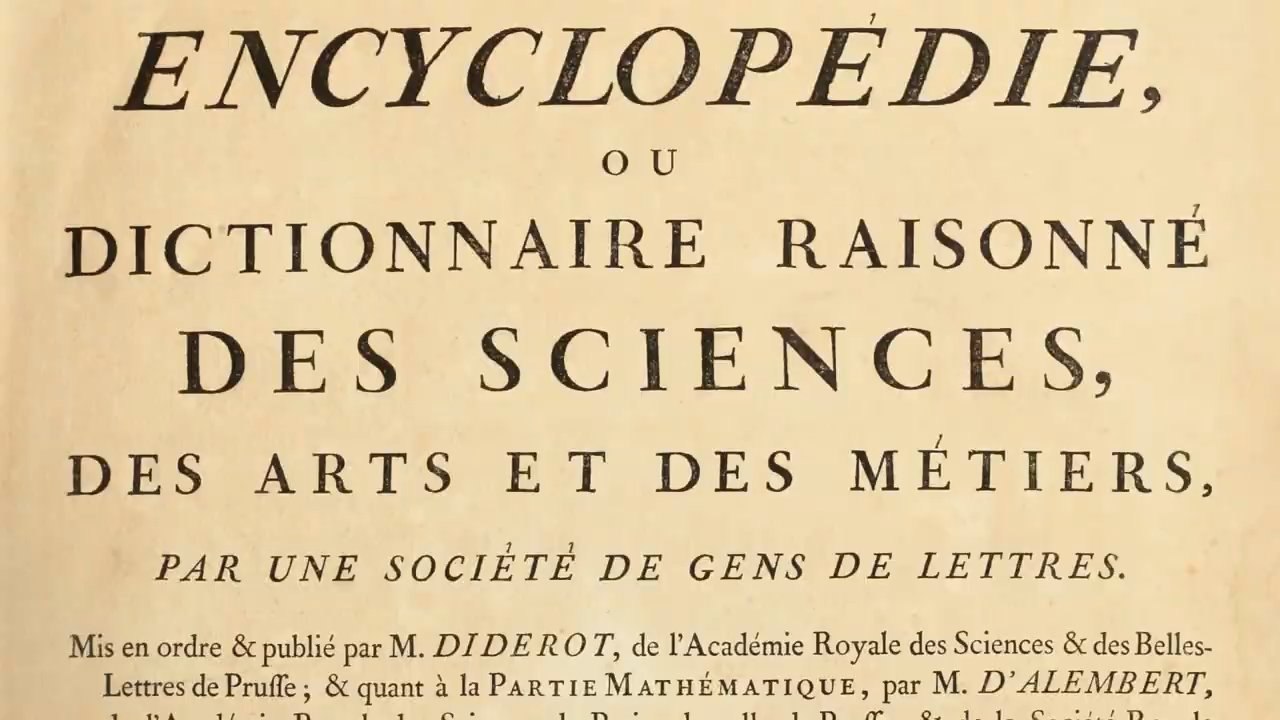 ENCYCLOPÉDIE,
OU
DICTIONNAIRE RAISONNÉ
DES SCIENCES,
DES ARTS ET DES MÉTIERS,
PAR UNE SOCIÉTÉ DE GENS DE LETTRES.
Mis en ordre & publié par M. DIDEROT, de l'Académie Royale des Sciences & des Belles-
Lettres de Pruſſe ; & quant à la PARTIE MATHÉMATIQUE, par M. D'ALEMBERT,